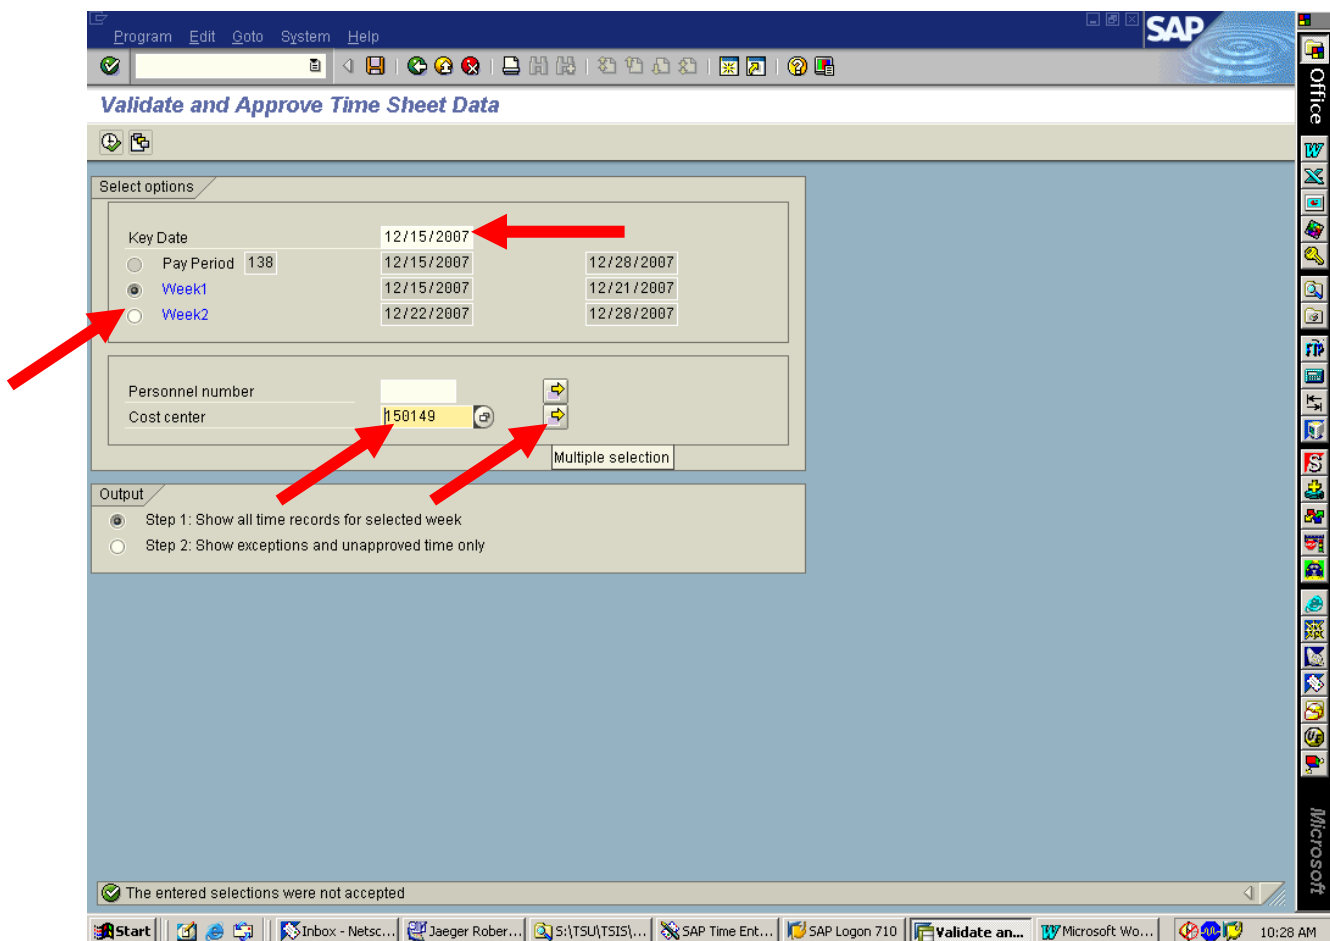 SAP
Program Edit Goto System Help
Validate and Approve Time Sheet Data
Select options
Key Date 12/15/2007
Pay Period 138 12/15/2007 12/28/2007
Week1 12/15/2007 12/21/2007
Week2 12/22/2007 12/28/2007
Personnel number
Cost center 150149
Multiple selection
Output
Step 1: Show all time records for selected week
Step 2: Show exceptions and unapproved time only
The entered selections were not accepted
Start Inbox - Netsc... Jaeger Rober... S:\TSU\TSIS\... SAP Time Ent... SAP Logon 710 Validate an... Microsoft Wo... 10:28 AM
Office
Microsoft